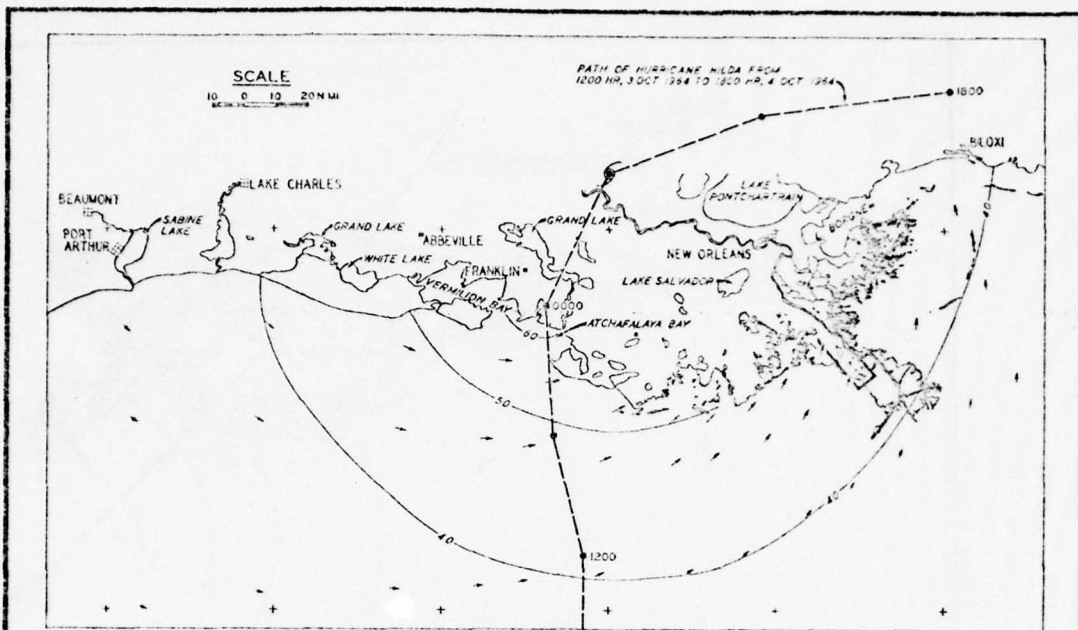 SCALE
10 0 10 20 N MI
PATH OF HURRICANE HILDA FROM
1200 HR, 3 OCT 1964 TO 1800 HR, 4 OCT 1964
1800
BILOXI
LAKE CHARLES
BEAUMONT
SABINE
LAKE
PORT
ARTHUR
GRAND LAKE
ABBEVILLE
WHITE LAKE
FRANKLIN
VERMILION BAY
GRAND LAKE
LAKE
PONTCHARTRAIN
NEW ORLEANS
LAKE SALVADOR
0000
ATCHAFALAYA BAY
60
50
40
40
40
1200